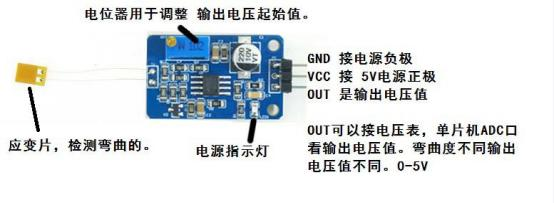 电位器用于调整 输出电压起始值。
W 102
220
10V
VT
GND 接电源负极
VCC 接 5V电源正极
OUT 是输出电压值
应变片，检测弯曲的。
电源指示灯
OUT可以接电压表，单片机ADC口
看输出电压值。弯曲度不同输出
电压值不同。0-5V